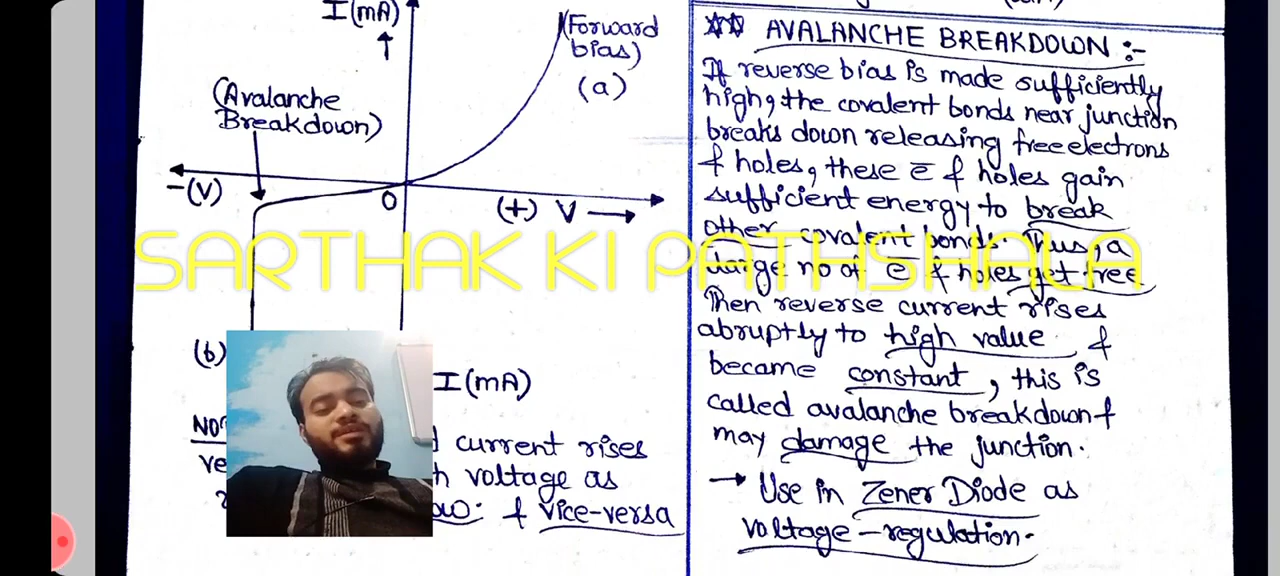 I(mA)
(Forward
bias)
(a)
(Avalanche
Breakdown)
-(V)
O
(+) V
(b)
I(mA)
current rises
voltage as
& vice-versa
AVALANCHE BREAKDOWN :-
If reverse bias is made sufficiently
high, the covalent bonds near junction
breaks down releasing free electrons
& holes, these e̅ & holes gain
sufficient energy to break
other covalent bonds. Thus, a
large no of e̅ & holes get free
Then reverse current rises
abruptly to high value &
became constant, this is
called avalanche breakdown &
may damage the junction.
→ Use in Zener Diode as
voltage-regulation.
SARTHAK KI PATHSHALA